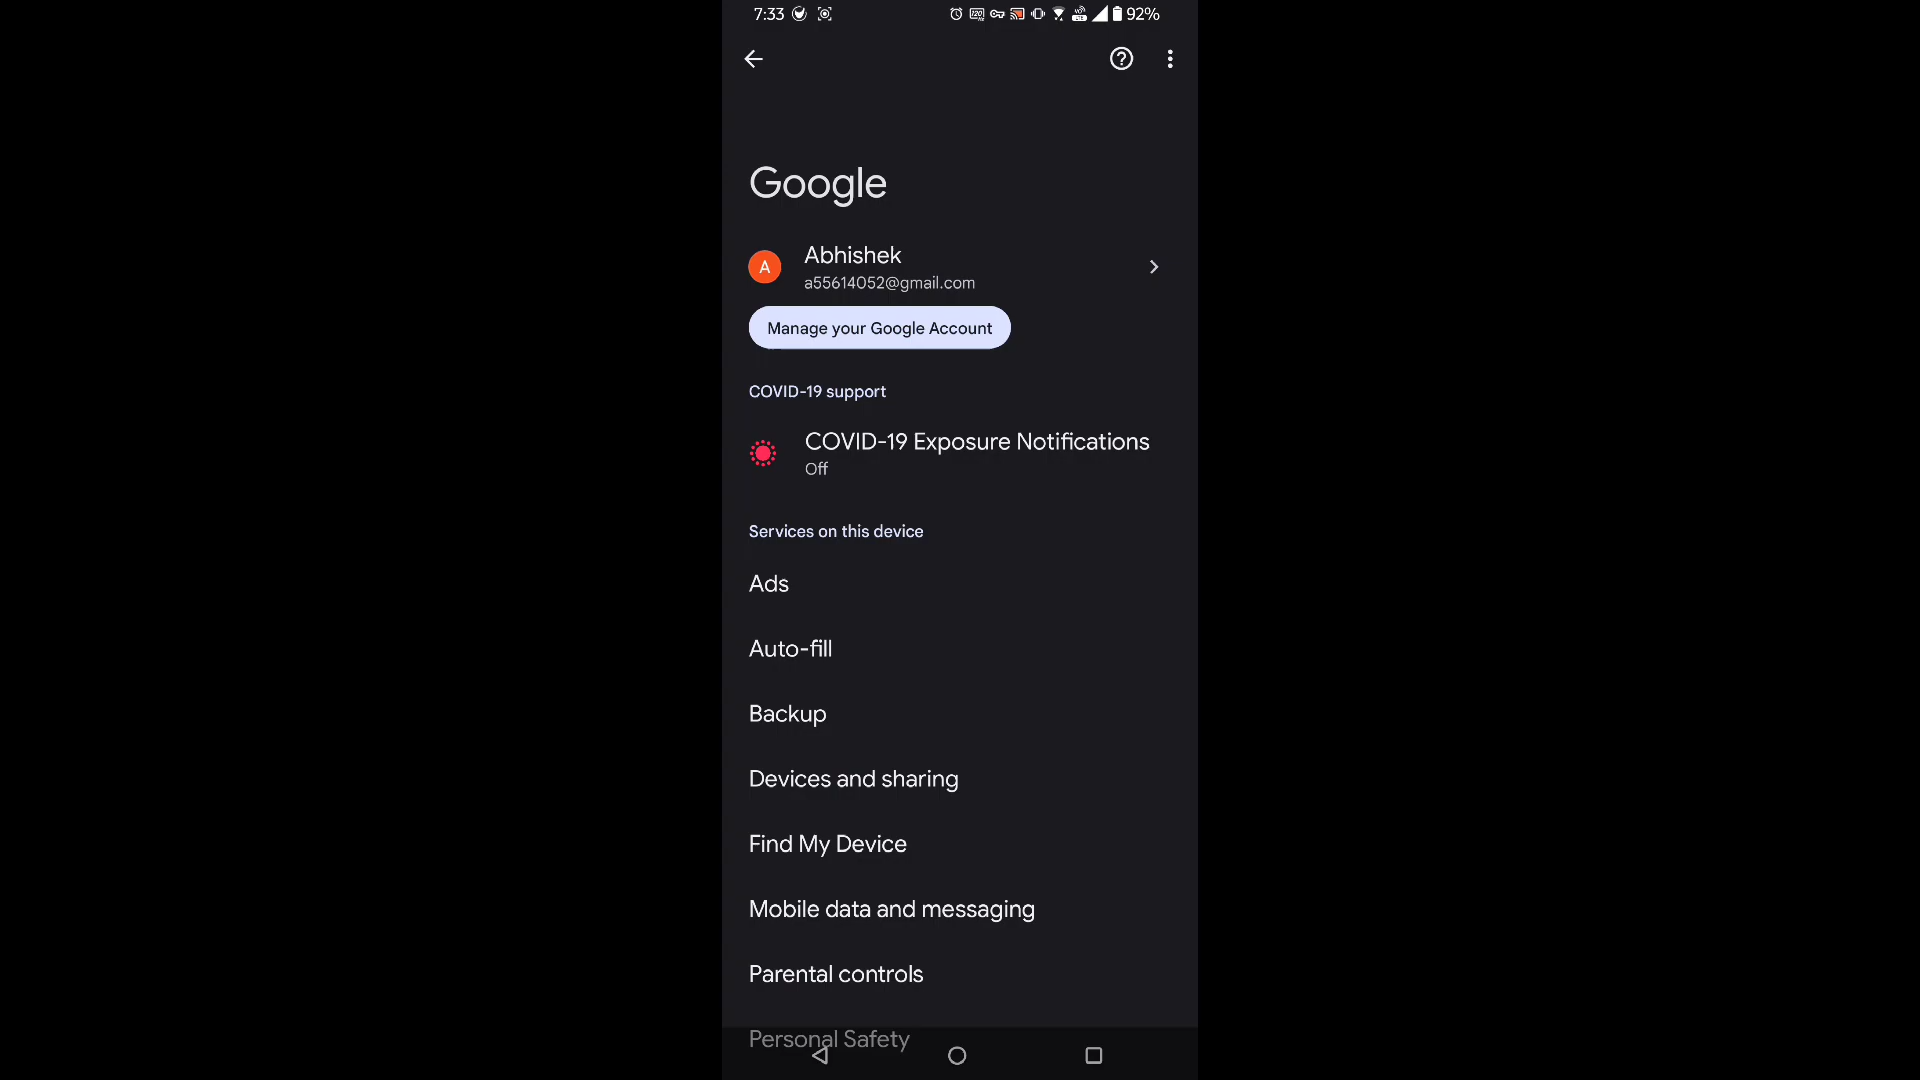 7:33 92%
Google
A
Abhishek
a55614052@gmail.com
Manage your Google Account
COVID-19 support
COVID-19 Exposure Notifications
Off
Services on this device
Ads
Auto-fill
Backup
Devices and sharing
Find My Device
Mobile data and messaging
Parental controls
Personal Safety